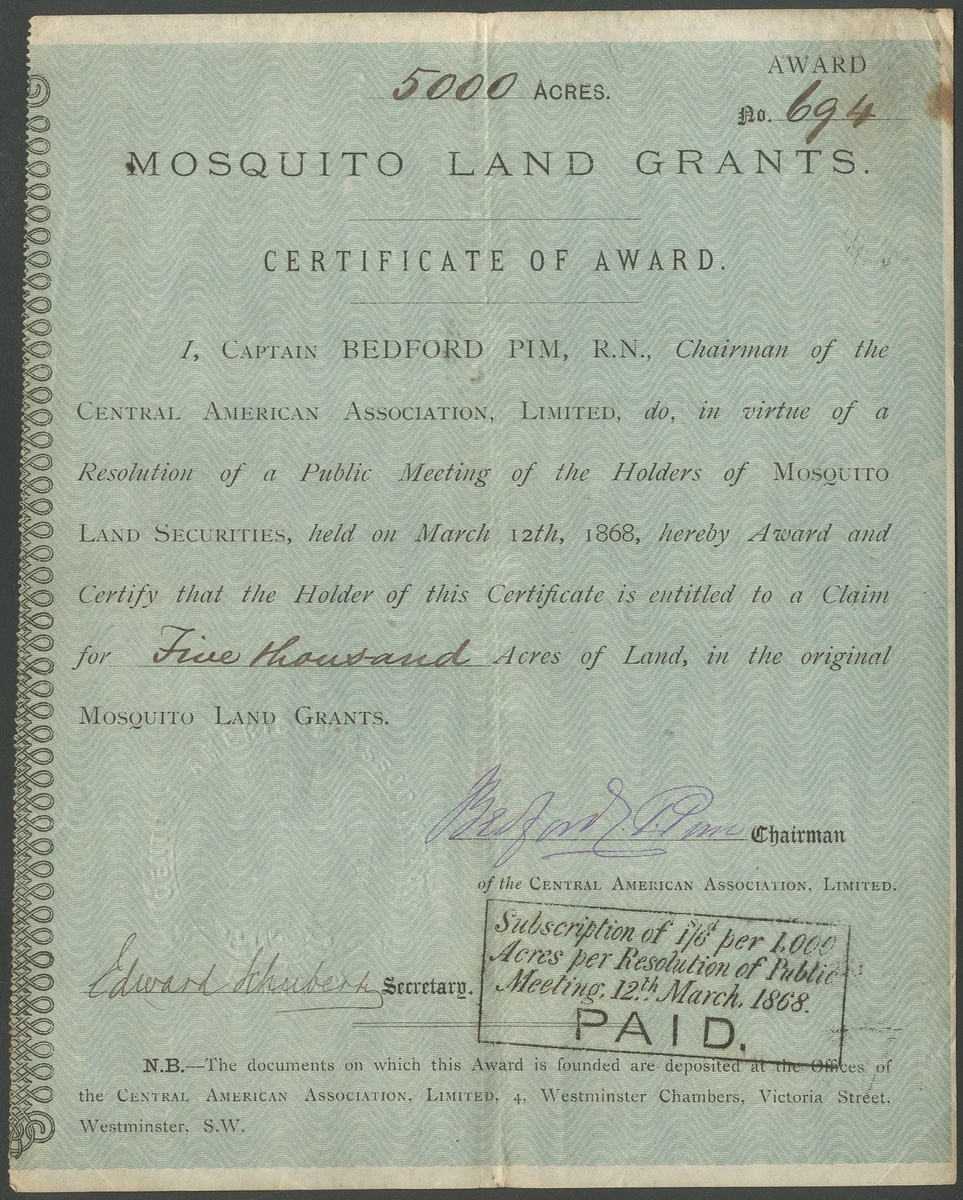 5000 ACRES.
AWARD
No. 694
MOSQUITO LAND GRANTS.
CERTIFICATE OF AWARD.
I, CAPTAIN BEDFORD PIM, R.N., Chairman of the
CENTRAL AMERICAN ASSOCIATION, LIMITED, do, in virtue of a
Resolution of a Public Meeting of the Holders of MOSQUITO
LAND SECURITIES, held on March 12th, 1868, hereby Award and
Certify that the Holder of this Certificate is entitled to a Claim
for Five thousand Acres of Land, in the original
MOSQUITO LAND GRANTS.
Bedford Pim Chairman
of the CENTRAL AMERICAN ASSOCIATION, LIMITED.
Subscription of 1/6 per 1,000
Acres per Resolution of Public
Meeting, 12th March, 1868.
PAID.
Edward Schubert Secretary.
N.B.—The documents on which this Award is founded are deposited at the Offices of
the CENTRAL AMERICAN ASSOCIATION, LIMITED, 4, Westminster Chambers, Victoria Street,
Westminster, S.W.